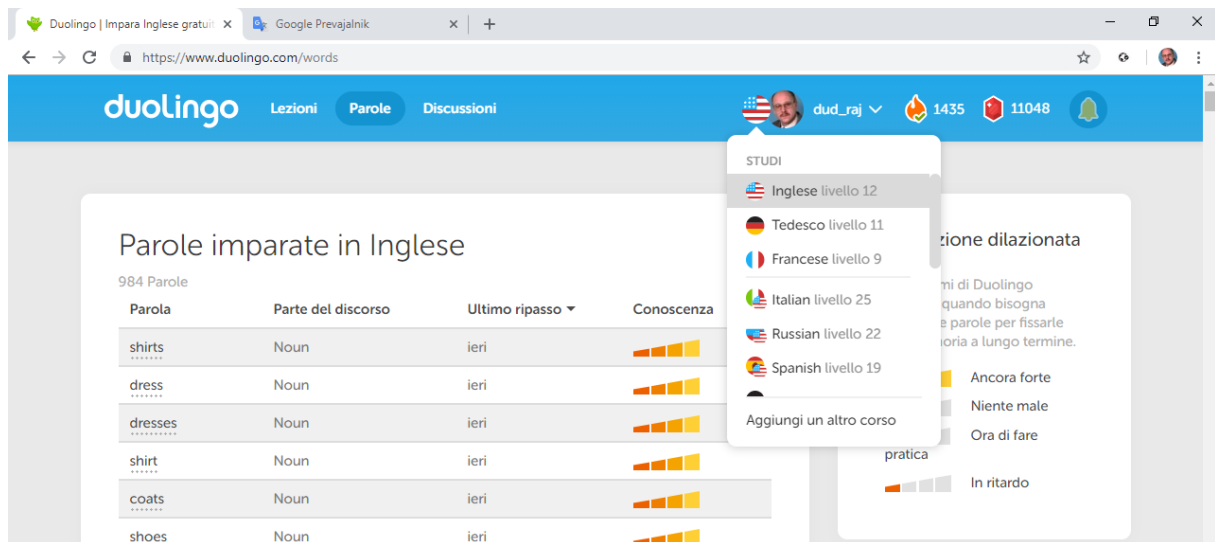 Duolingo | Impara Inglese gratuit
Google Prevajalnik
https://www.duolingo.com/words
duolingo
Lezioni
Parole
Discussioni
dud_raj
1435
11048
STUDI
Inglese livello 12
Tedesco livello 11
Francese livello 9
Italian livello 25
Russian livello 22
Spanish livello 19
Aggiungi un altro corso
Parole imparate in Inglese
984 Parole
Parola Parte del discorso Ultimo ripasso Conoscenza
shirts Noun ieri
dress Noun ieri
dresses Noun ieri
shirt Noun ieri
coats Noun ieri
shoes Noun ieri
zione dilazionata
mi di Duolingo
quando bisogna
e parole per fissarle
oria a lungo termine.
Ancora forte
Niente male
Ora di fare
pratica
In ritardo